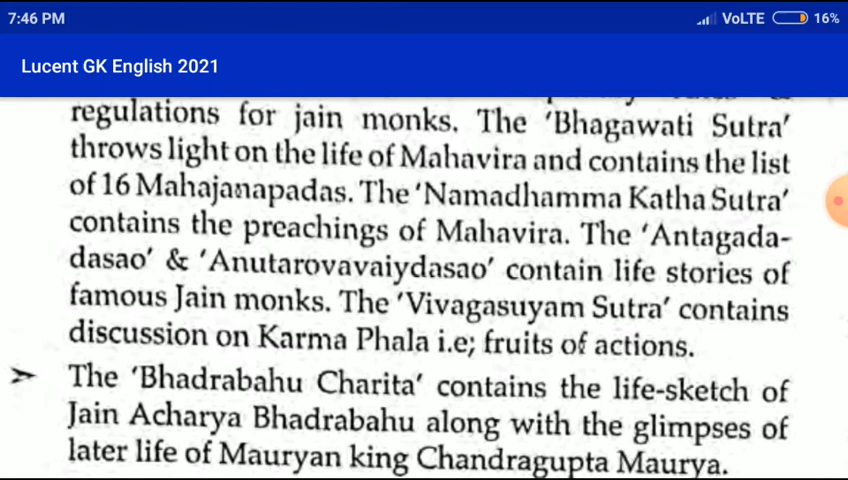 7:46 PM VoLTE 16%
Lucent GK English 2021
regulations for jain monks. The 'Bhagawati Sutra'
throws light on the life of Mahavira and contains the list
of 16 Mahajanapadas. The 'Namadhamma Katha Sutra'
contains the preachings of Mahavira. The 'Antagada-
dasao' & 'Anutarovavaiydasao' contain life stories of
famous Jain monks. The 'Vivagasuyam Sutra' contains
discussion on Karma Phala i.e; fruits of actions.
➢ The 'Bhadrabahu Charita' contains the life-sketch of
Jain Acharya Bhadrabahu along with the glimpses of
later life of Mauryan king Chandragupta Maurya.